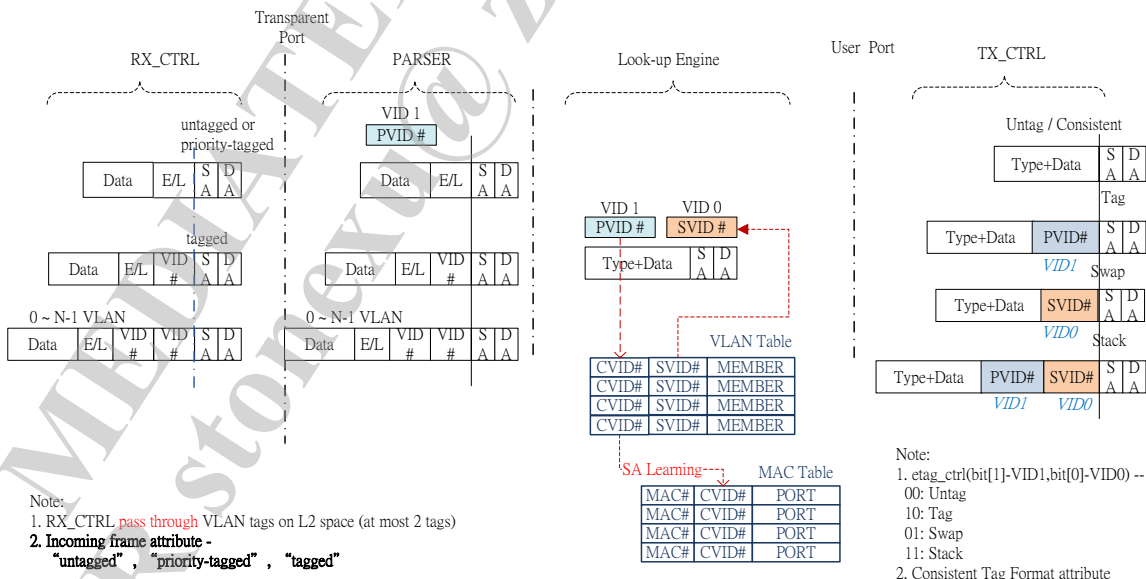 Transparent
Port
RX_CTRL
PARSER
Look-up Engine
User Port
TX_CTRL
untagged or
priority-tagged
Data E/L S A D A
tagged
Data E/L VID # S A D A
0 ~ N-1 VLAN
Data E/L VID # VID # S A D A
VID 1
PVID #
Data E/L S A D A
Data E/L VID # S A D A
0 ~ N-1 VLAN
Data E/L VID # VID # S A D A
VID 1 VID 0
PVID # SVID #
Type+Data S A D A
VLAN Table
CVID# SVID# MEMBER
CVID# SVID# MEMBER
CVID# SVID# MEMBER
CVID# SVID# MEMBER
SA Learning
MAC Table
MAC# CVID# PORT
MAC# CVID# PORT
MAC# CVID# PORT
MAC# CVID# PORT
Untag / Consistent
Type+Data S A D A
Tag
Type+Data PVID# S A D A
VID1
Swap
Type+Data SVID# S A D A
VID0
Stack
Type+Data PVID# SVID# S A D A
VID1 VID0
Note:
1. RX_CTRL pass through VLAN tags on L2 space (at most 2 tags)
2. Incoming frame attribute -
“untagged” , “priority-tagged” , “tagged”
Note:
1. etag_ctrl(bit[1]-VID1,bit[0]-VID0) --
00: Untag
10: Tag
01: Swap
11: Stack
2. Consistent Tag Format attribute
MEDIATE
R stonexu@